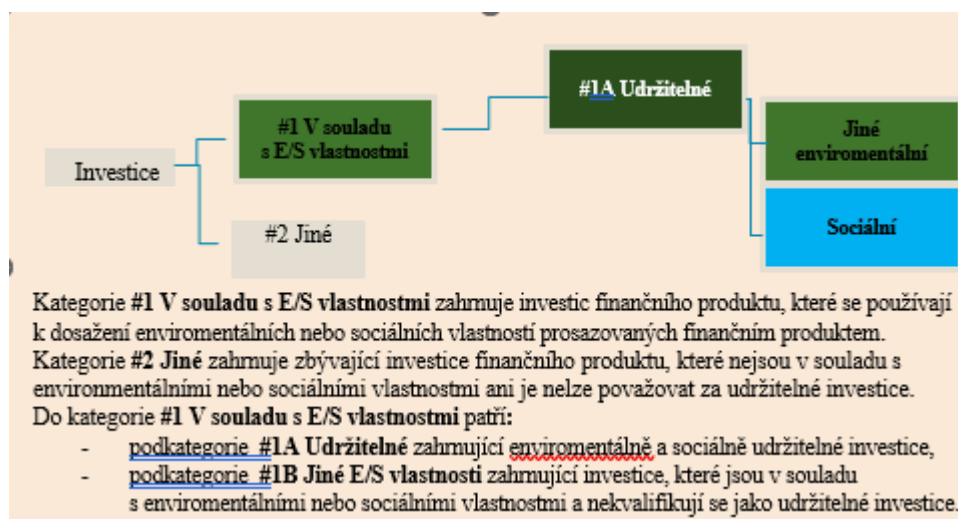 #1A Udržitelné
#1 V souladu
s E/S vlastnostmi
Jiné
enviromentální
Investice
Sociální
#2 Jiné
Kategorie #1 V souladu s E/S vlastnostmi zahrnuje investic finančního produktu, které se používají
k dosažení enviromentálních nebo sociálních vlastností prosazovaných finančním produktem.
Kategorie #2 Jiné zahrnuje zbývající investice finančního produktu, které nejsou v souladu s
environmentálními nebo sociálními vlastnostmi ani je nelze považovat za udržitelné investice.
Do kategorie #1 V souladu s E/S vlastnostmi patří:
- podkategorie #1A Udržitelné zahrnující enviromentálně a sociálně udržitelné investice,
- podkategorie #1B Jiné E/S vlastnosti zahrnující investice, které jsou v souladu
s enviromentálními nebo sociálními vlastnostmi a nekvalifikují se jako udržitelné investice.